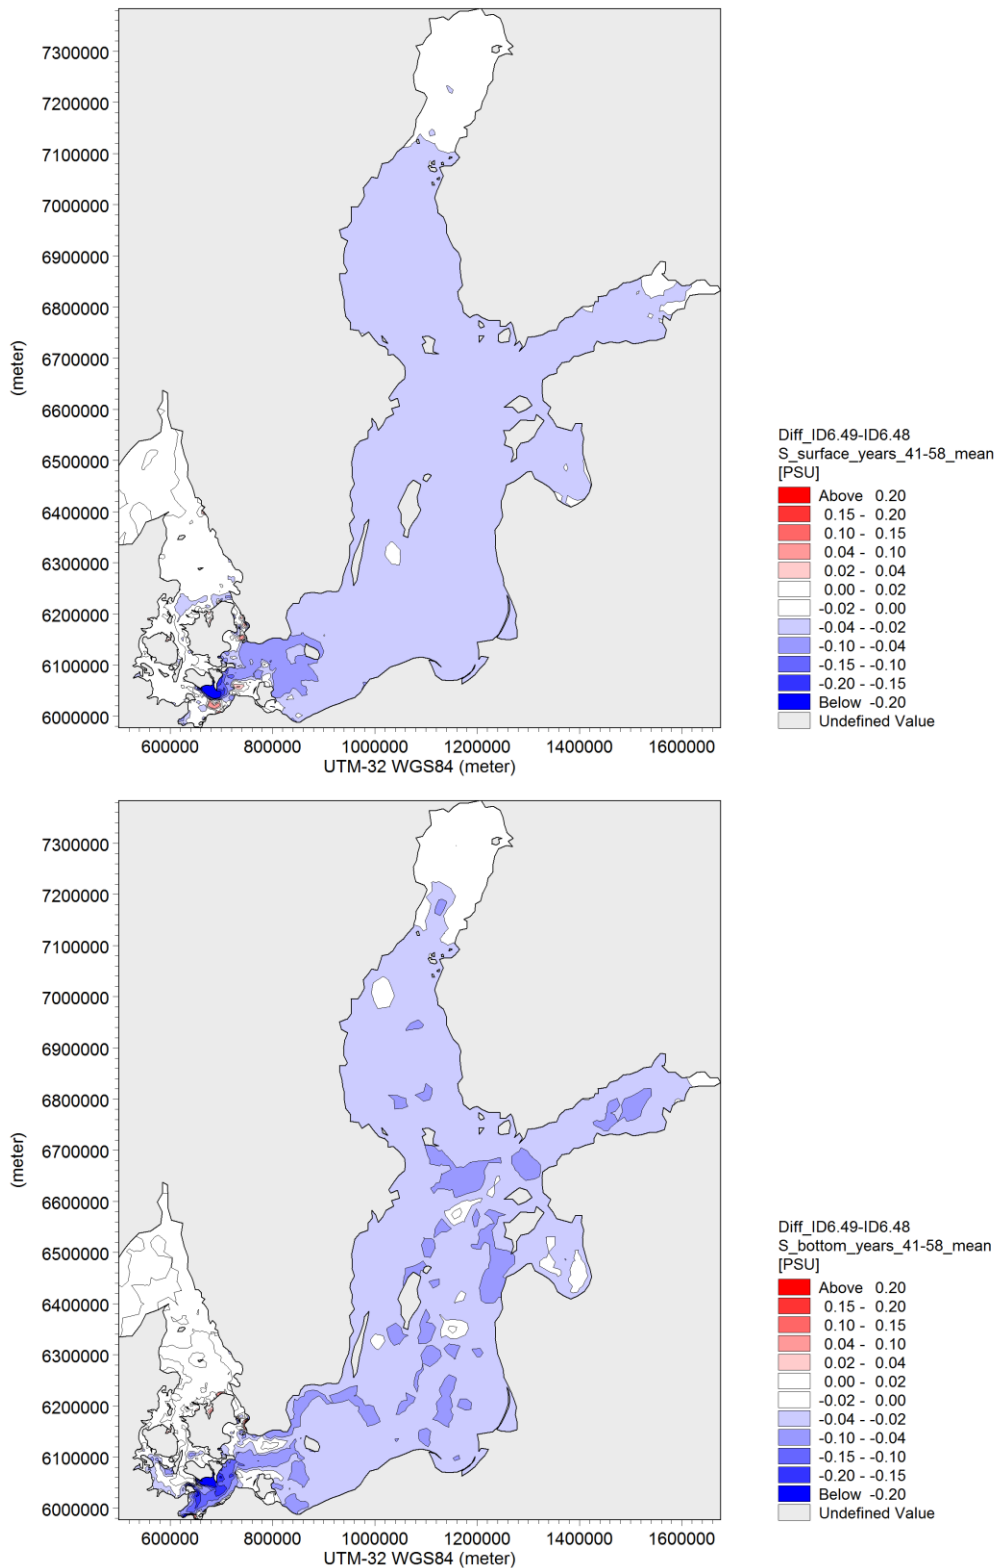 7300000
7200000
7100000
7000000
6900000
6800000
6700000
6600000
6500000
6400000
6300000
6200000
6100000
6000000
(meter)
600000 800000 1000000 1200000 1400000 1600000
UTM-32 WGS84 (meter)
Diff_ID6.49-ID6.48
S_surface_years_41-58_mean
[PSU]
Above 0.20
0.15 - 0.20
0.10 - 0.15
0.04 - 0.10
0.02 - 0.04
0.00 - 0.02
-0.02 - 0.00
-0.04 - -0.02
-0.10 - -0.04
-0.15 - -0.10
-0.20 - -0.15
Below -0.20
Undefined Value
7300000
7200000
7100000
7000000
6900000
6800000
6700000
6600000
6500000
6400000
6300000
6200000
6100000
6000000
(meter)
600000 800000 1000000 1200000 1400000 1600000
UTM-32 WGS84 (meter)
Diff_ID6.49-ID6.48
S_bottom_years_41-58_mean
[PSU]
Above 0.20
0.15 - 0.20
0.10 - 0.15
0.04 - 0.10
0.02 - 0.04
0.00 - 0.02
-0.02 - 0.00
-0.04 - -0.02
-0.10 - -0.04
-0.15 - -0.10
-0.20 - -0.15
Below -0.20
Undefined Value